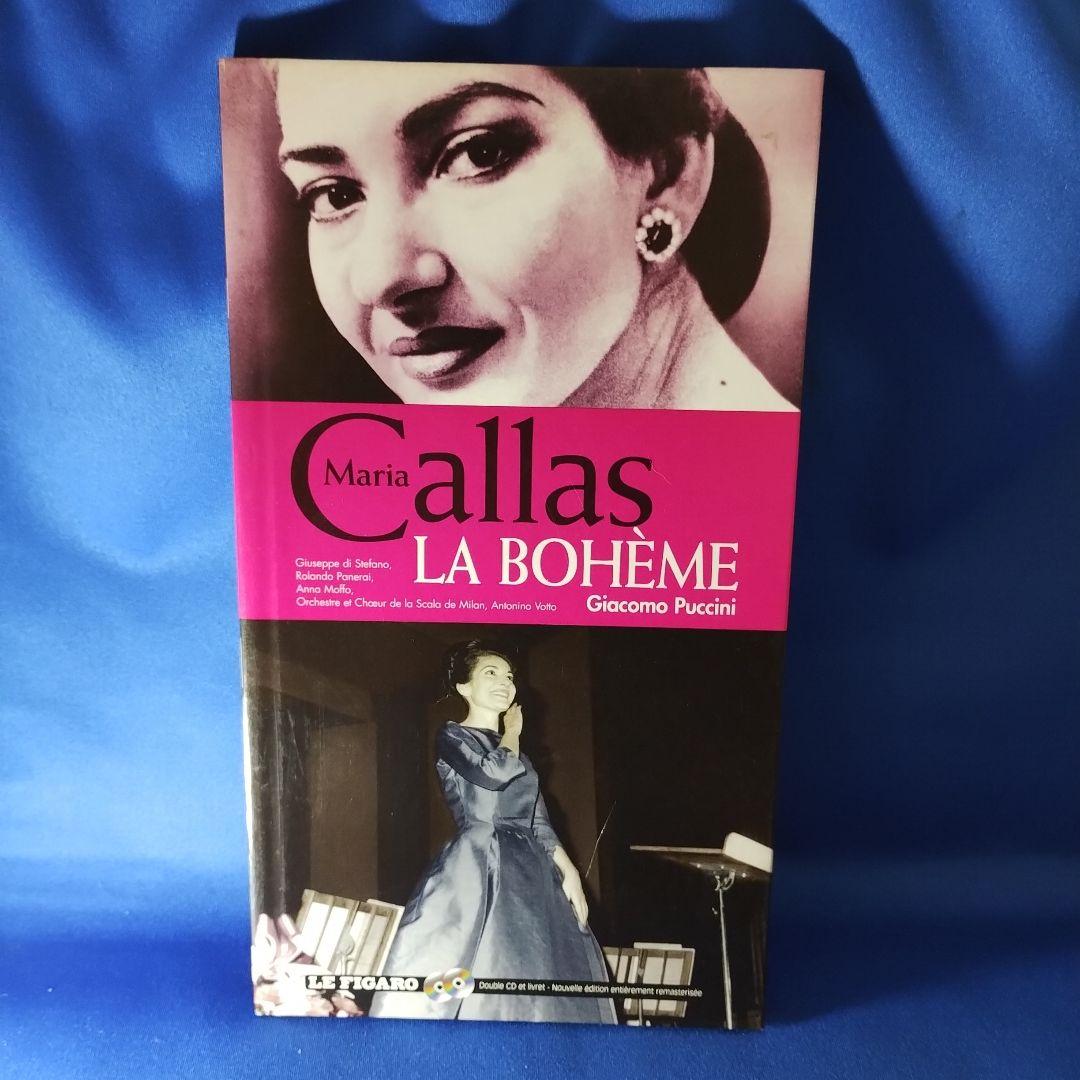 Maria Callas
LA BOHÈME
Giacomo Puccini
Giuseppe di Stefano,
Rolando Panerai,
Anna Moffo,
Orchestre et Chœur de la Scala de Milan, Antonino Votto
LE FIGARO
Double CD et livret - Nouvelle édition entièrement remasterisée